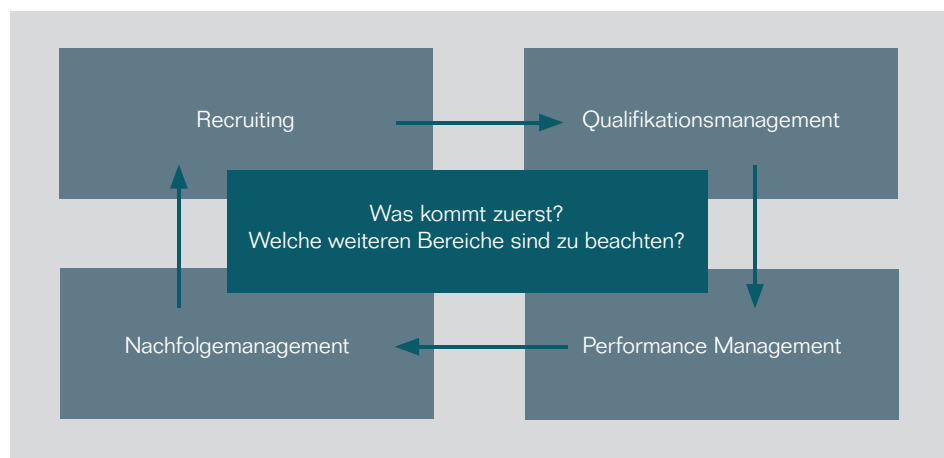 Recruiting
Qualifikationsmanagement
Was kommt zuerst?
Welche weiteren Bereiche sind zu beachten?
Nachfolgemanagement
Performance Management